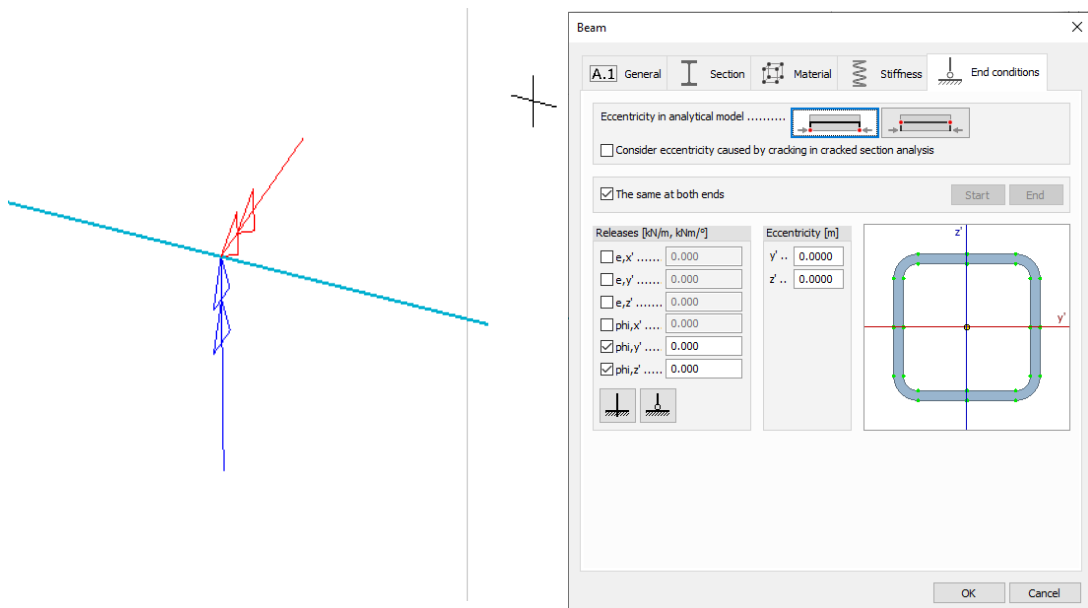 Beam
A.1 General Section Material Stiffness End conditions
Eccentricity in analytical model ..........
Consider eccentricity caused by cracking in cracked section analysis
The same at both ends Start End
Releases [kN/m, kNm/°]
e,x' ...... 0.000
e,y' ...... 0.000
e,z' ....... 0.000
phi,x' .... 0.000
phi,y' ..... 0.000
phi,z' ..... 0.000
Eccentricity [m]
y' .. 0.0000
z' .. 0.0000
z'
y'
OK Cancel